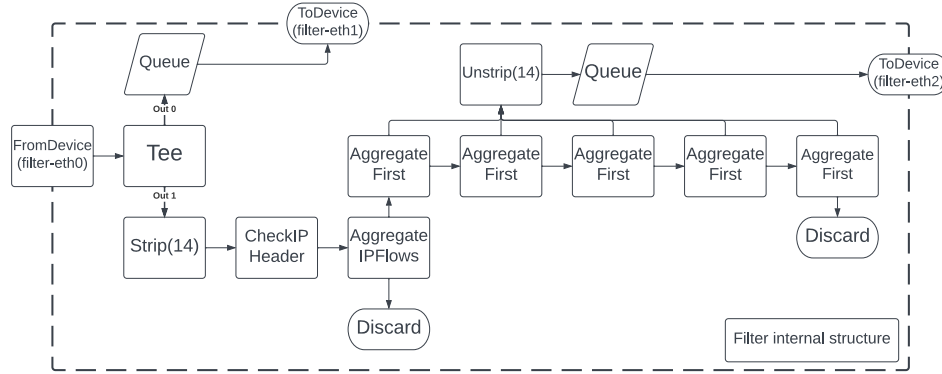 ToDevice
(filter-eth1)
Queue
Out 0
FromDevice
(filter-eth0)
Tee
Out 1
Strip(14)
CheckIP
Header
Aggregate
IPFlows
Discard
Aggregate
First
Aggregate
First
Aggregate
First
Aggregate
First
Aggregate
First
Discard
Unstrip(14)
Queue
ToDevice
(filter-eth2)
Filter internal structure